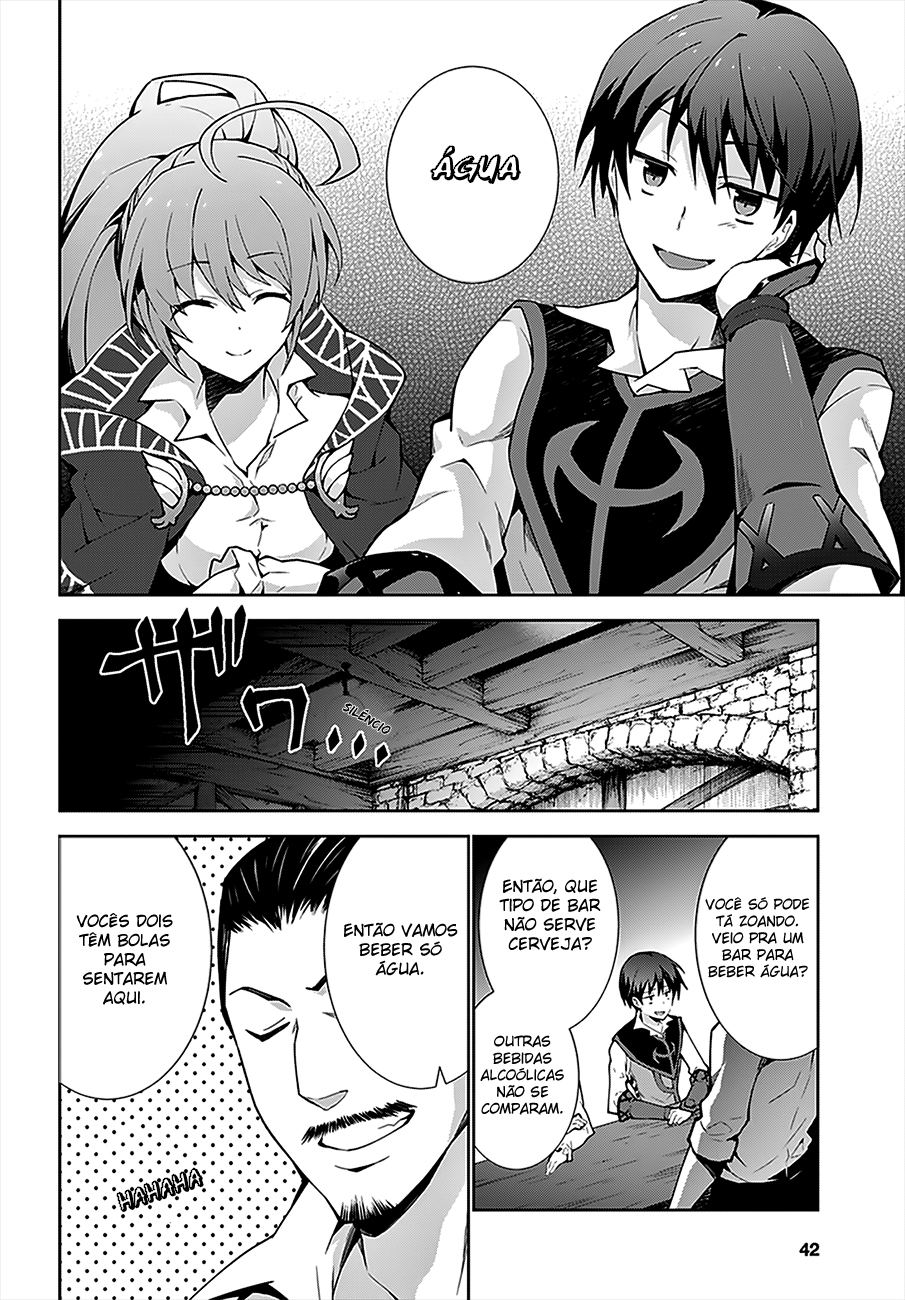 ÁGUA
ザワ...
SILÊNCIO
VOCÊ SÓ PODE
TÁ ZOANDO.
VEIO PRA UM
BAR PARA
BEBER ÁGUA?
ENTÃO, QUE
TIPO DE BAR
NÃO SERVE
CERVEJA?
OUTRAS
BEBIDAS
ALCOÓLICAS
NÃO SE
COMPARAM.
ENTÃO VAMOS
BEBER SÓ
ÁGUA.
VOCÊS DOIS
TÊM BOLAS
PARA
SENTAREM
AQUI.
HAHAHA
42